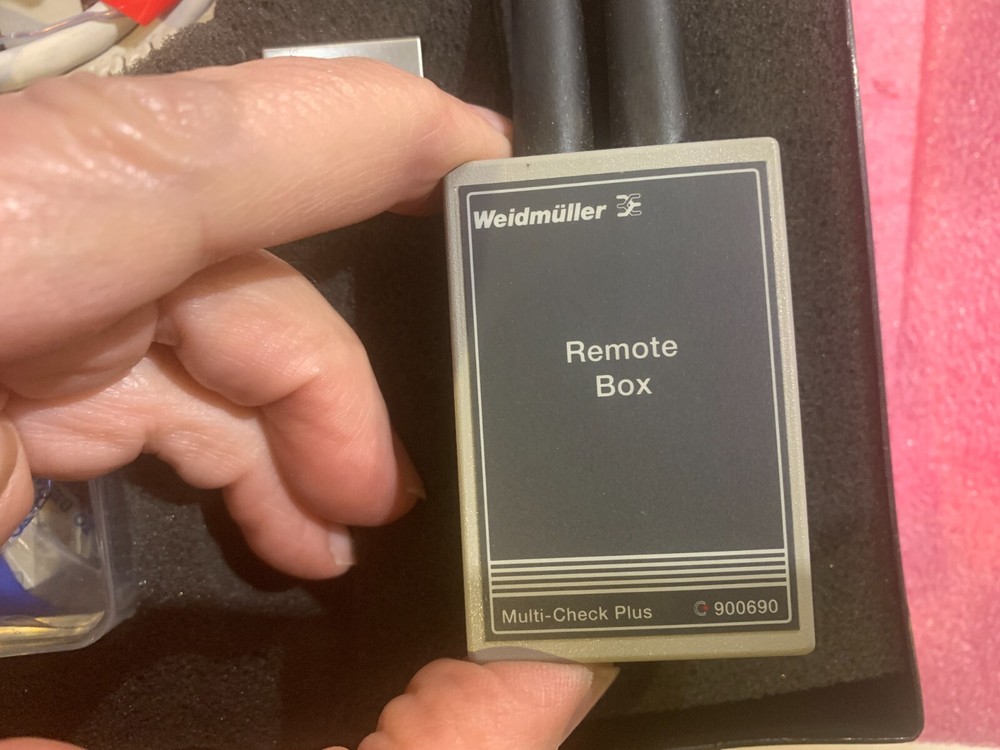 Weidmüller
Remote
Box
Multi-Check Plus
900690